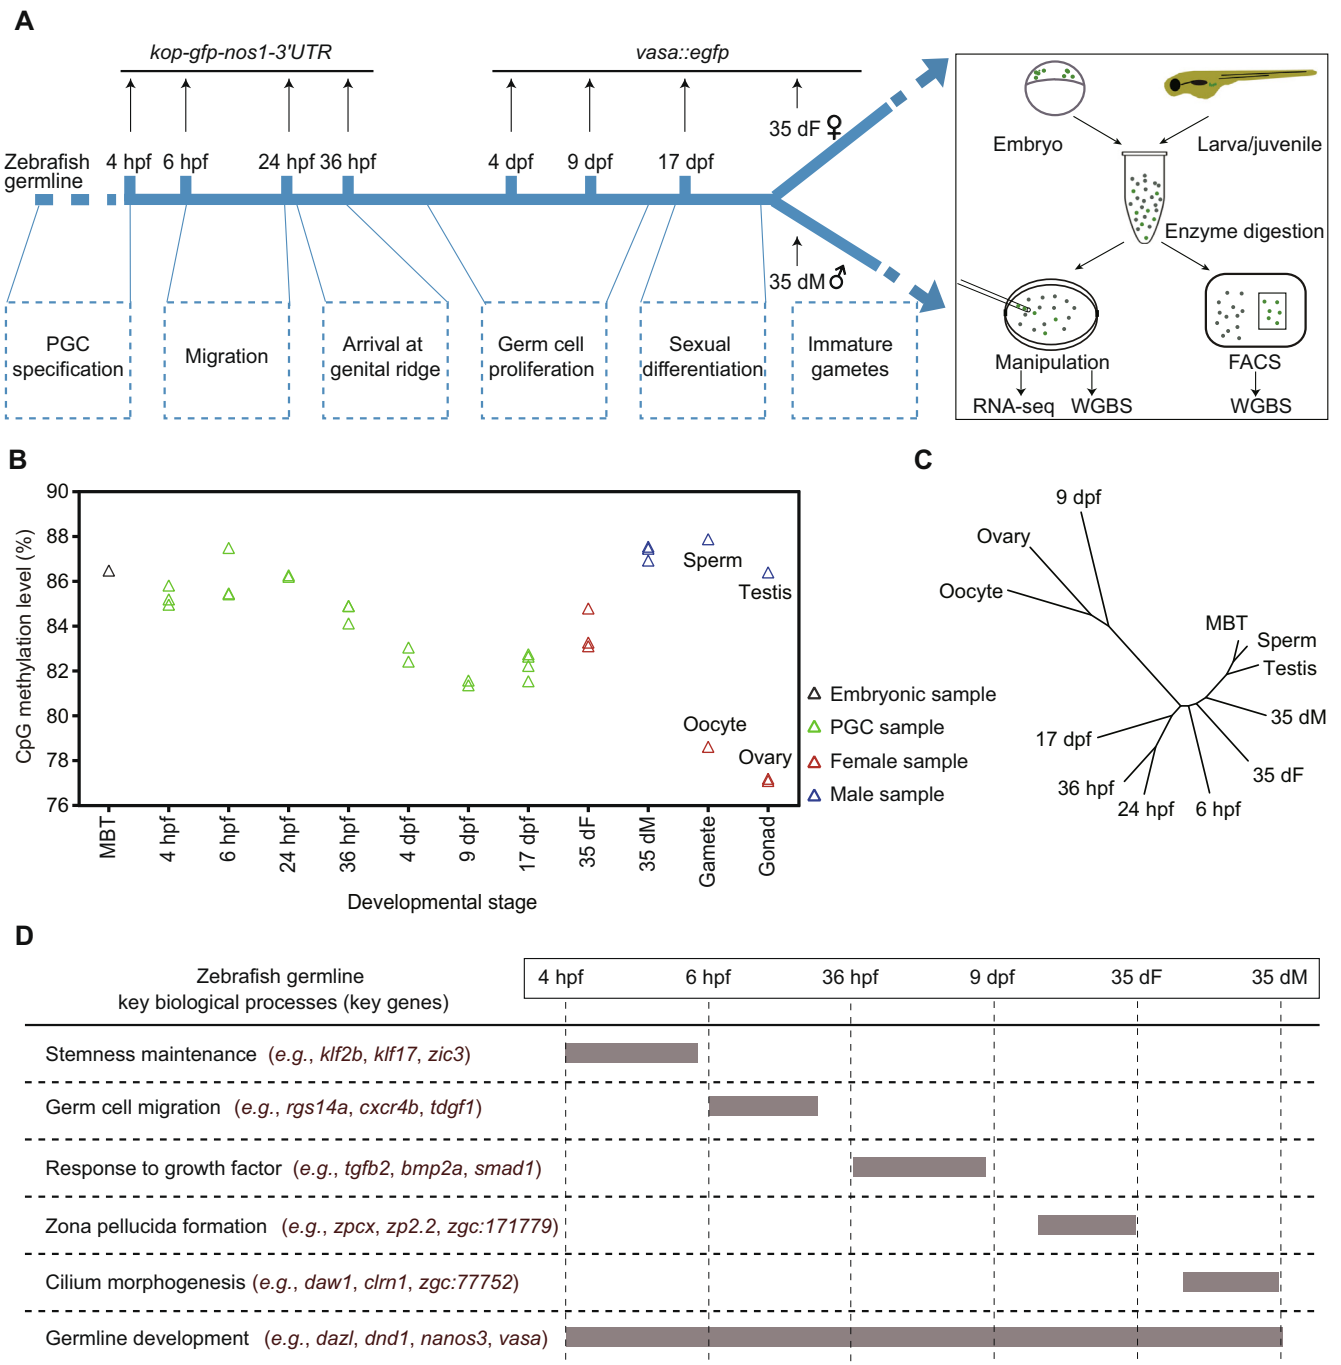 A
kop-gfp-nos1-3'UTR
vasa::egfp
35 dF ♀
Zebrafish
germline
4 hpf
6 hpf
24 hpf
36 hpf
4 dpf
9 dpf
17 dpf
35 dM ♂
PGC
specification
Migration
Arrival at
genital ridge
Germ cell
proliferation
Sexual
differentiation
Immature
gametes
Embryo
Larva/juvenile
Enzyme digestion
Manipulation
FACS
RNA-seq
WGBS
WGBS
B
CpG methylation level (%)
90
88
86
84
82
80
78
76
Sperm
Testis
Oocyte
Ovary
MBT
4 hpf
6 hpf
24 hpf
36 hpf
4 dpf
9 dpf
17 dpf
35 dF
35 dM
Gamete
Gonad
Developmental stage
Embryonic sample
PGC sample
Female sample
Male sample
C
9 dpf
Ovary
Oocyte
MBT
Sperm
Testis
35 dM
35 dF
17 dpf
36 hpf
24 hpf
6 hpf
D
Zebrafish germline
key biological processes (key genes)
4 hpf
6 hpf
36 hpf
9 dpf
35 dF
35 dM
Stemness maintenance (e.g., klf2b, klf17, zic3)
Germ cell migration (e.g., rgs14a, cxcr4b, tdgf1)
Response to growth factor (e.g., tgfb2, bmp2a, smad1)
Zona pellucida formation (e.g., zpcx, zp2.2, zgc:171779)
Cilium morphogenesis (e.g., daw1, clrn1, zgc:77752)
Germline development (e.g., dazl, dnd1, nanos3, vasa)